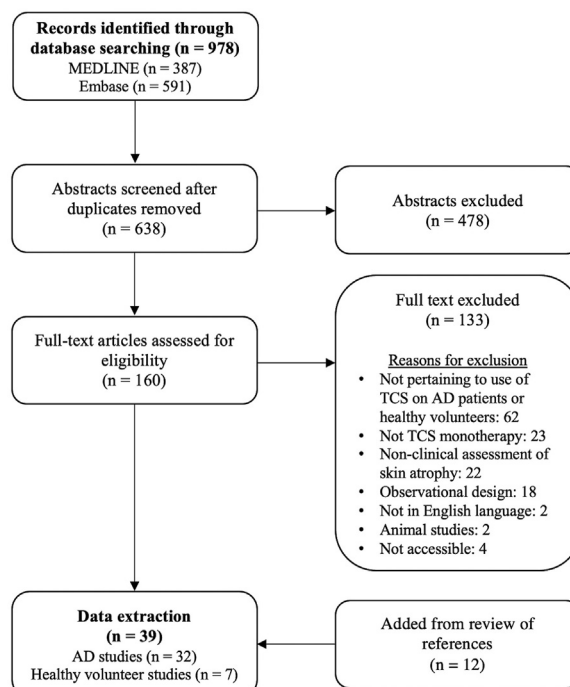 Records identified through
database searching (n = 978)
MEDLINE (n = 387)
Embase (n = 591)
Abstracts screened after
duplicates removed
(n = 638)
Abstracts excluded
(n = 478)
Full-text articles assessed for
eligibility
(n = 160)
Full text excluded
(n = 133)
Reasons for exclusion
• Not pertaining to use of
TCS on AD patients or
healthy volunteers: 62
• Not TCS monotherapy: 23
• Non-clinical assessment of
skin atrophy: 22
• Observational design: 18
• Not in English language: 2
• Animal studies: 2
• Not accessible: 4
Data extraction
(n = 39)
AD studies (n = 32)
Healthy volunteer studies (n = 7)
Added from review of
references
(n = 12)